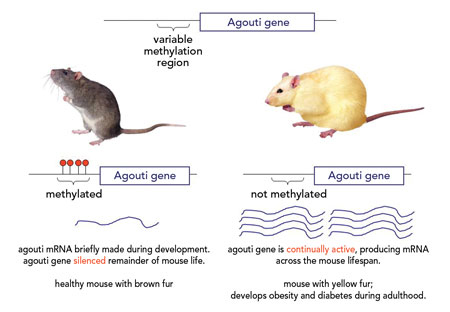 Agouti gene
variable
methylation
region
Agouti gene
methylated
Agouti gene
not methylated
agouti mRNA briefly made during development.
agouti gene silenced remainder of mouse life.
healthy mouse with brown fur
agouti gene is continually active, producing mRNA
across the mouse lifespan.
mouse with yellow fur;
develops obesity and diabetes during adulthood.